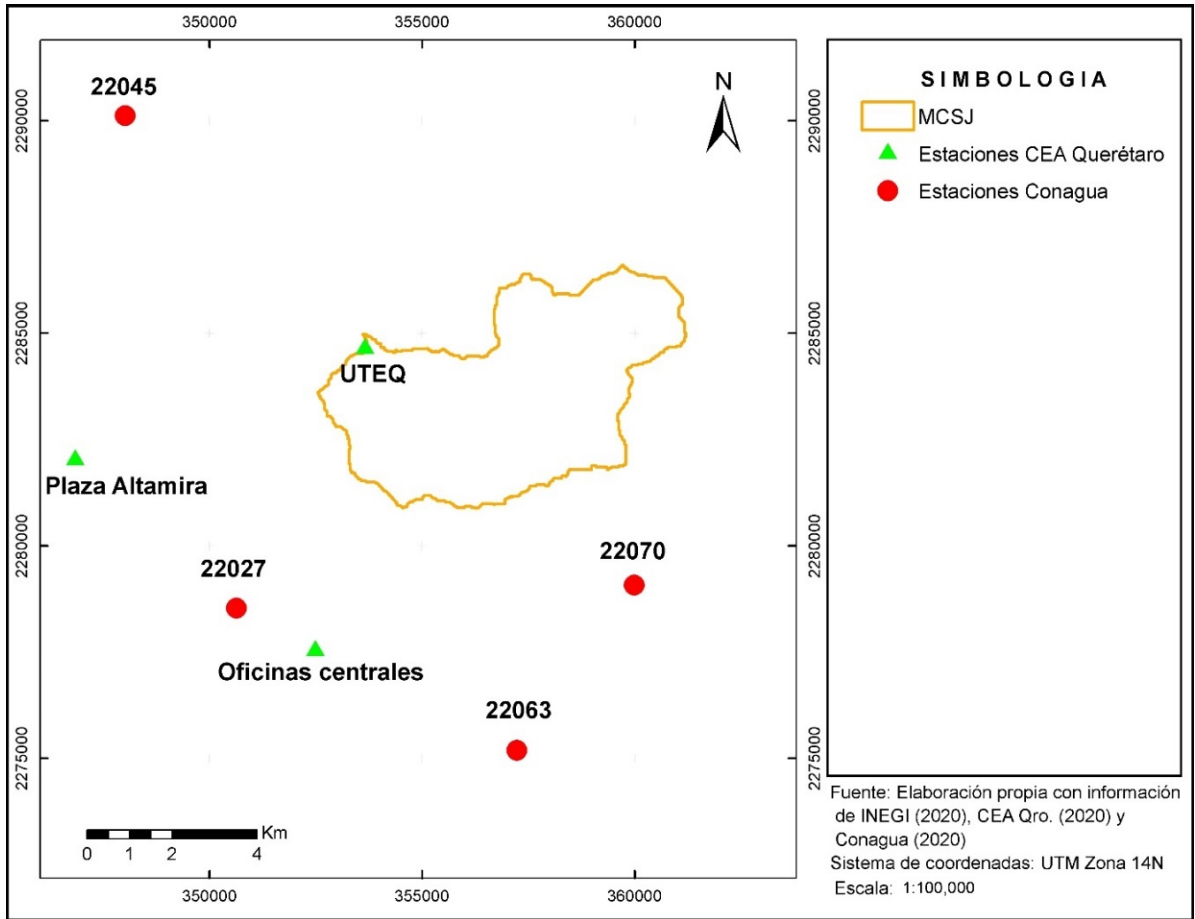 350000
355000
360000
2290000
2285000
2280000
2275000
2290000
2285000
2280000
2275000
22045
N
UTEQ
Plaza Altamira
22027
22070
Oficinas centrales
22063
Km
0 1 2 4
350000
355000
360000
SIMBOLOGIA
MCSJ
Estaciones CEA Querétaro
Estaciones Conagua
Fuente: Elaboración propia con información
de INEGI (2020), CEA Qro. (2020) y
Conagua (2020)
Sistema de coordenadas: UTM Zona 14N
Escala: 1:100,000